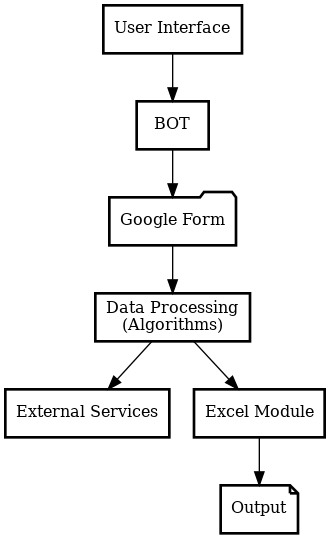 User Interface
BOT
Google Form
Data Processing
(Algorithms)
External Services
Excel Module
Output